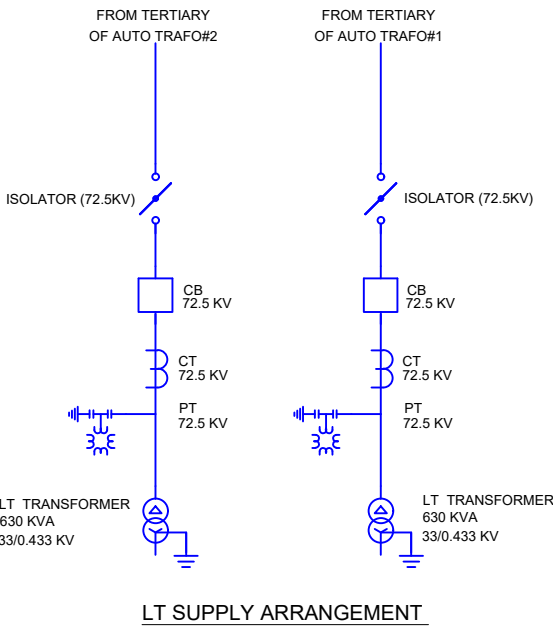 FROM TERTIARY
OF AUTO TRAFO#2
FROM TERTIARY
OF AUTO TRAFO#1
ISOLATOR (72.5KV)
ISOLATOR (72.5KV)
CB
72.5 KV
CB
72.5 KV
CT
72.5 KV
CT
72.5 KV
PT
72.5 KV
PT
72.5 KV
LT TRANSFORMER
630 KVA
33/0.433 KV
LT TRANSFORMER
630 KVA
33/0.433 KV
LT SUPPLY ARRANGEMENT